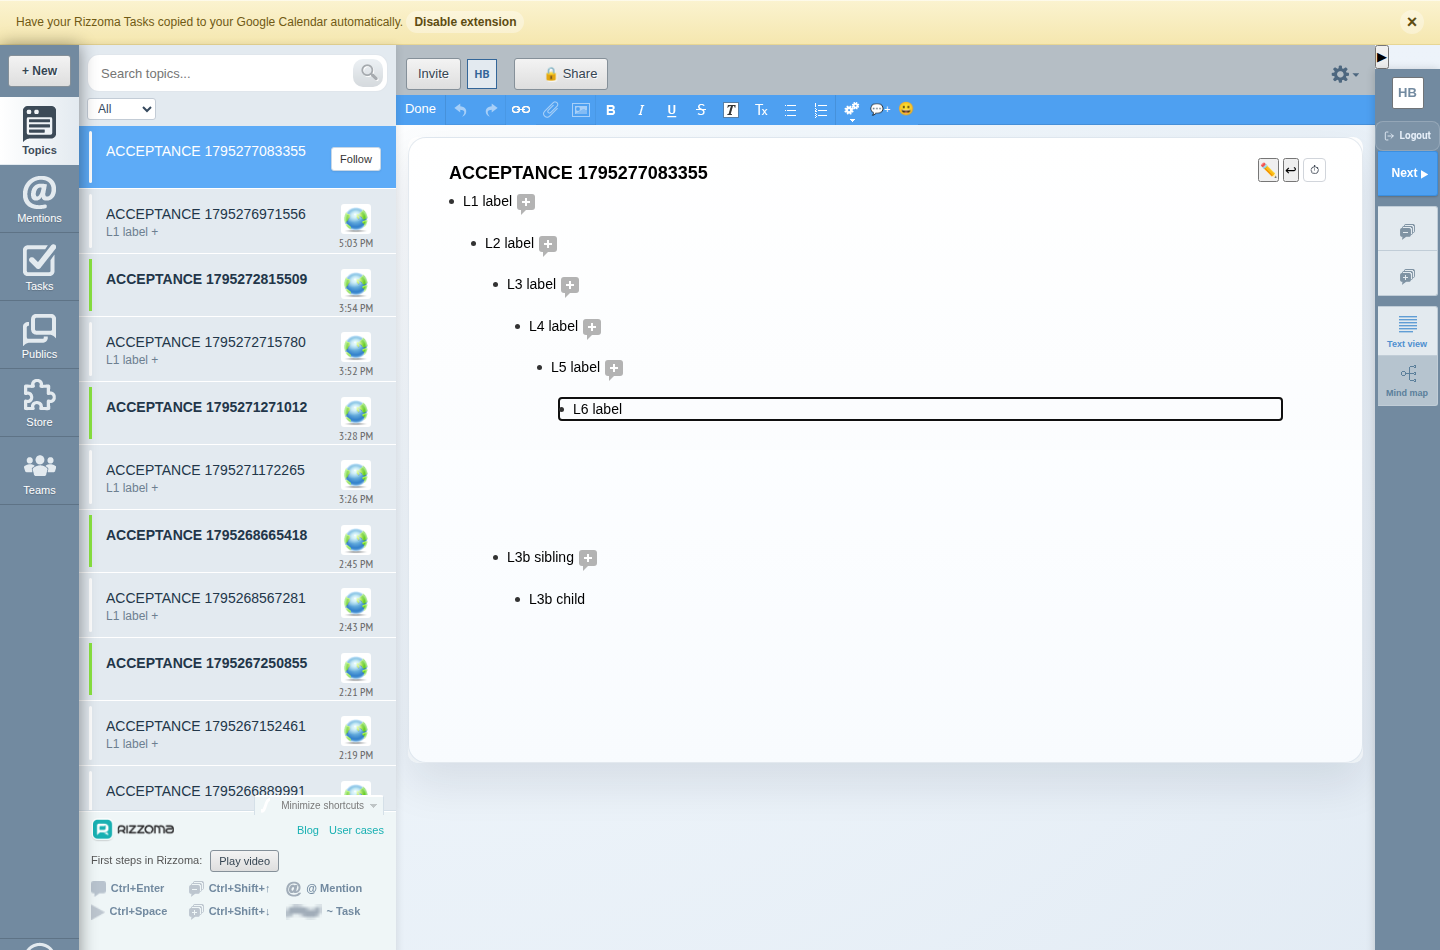 Have your Rizzoma Tasks copied to your Google Calendar automatically. Disable extension ×
+ New
Topics
Mentions
Tasks
Publics
Store
Teams
Search topics...
All
ACCEPTANCE 1795277083355
Follow
ACCEPTANCE 1795276971556
L1 label +
5:03 PM
ACCEPTANCE 1795272815509
3:54 PM
ACCEPTANCE 1795272715780
L1 label +
3:52 PM
ACCEPTANCE 1795271271012
3:28 PM
ACCEPTANCE 1795271172265
L1 label +
3:26 PM
ACCEPTANCE 1795268665418
2:45 PM
ACCEPTANCE 1795268567281
L1 label +
2:43 PM
ACCEPTANCE 1795267250855
2:21 PM
ACCEPTANCE 1795267152461
L1 label +
2:19 PM
ACCEPTANCE 1795266889991
Minimize shortcuts
RIZZOMA
Blog User cases
First steps in Rizzoma: Play video
Ctrl+Enter Ctrl+Shift+↑ @ Mention
Ctrl+Space Ctrl+Shift+↓ ~ Task
Invite HB 🔒 Share
Done B I U S T Tx
ACCEPTANCE 1795277083355
L1 label
L2 label
L3 label
L4 label
L5 label
L6 label
L3b sibling
L3b child
HB
Logout
Next ▶
Text view
Mind map